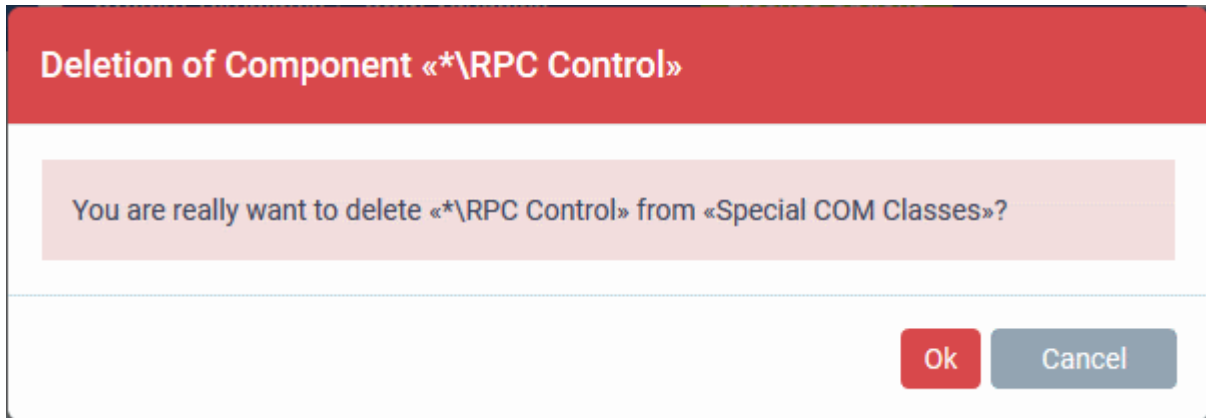 Deletion of Component «*\RPC Control»
You are really want to delete «*\RPC Control» from «Special COM Classes»?
Ok
Cancel